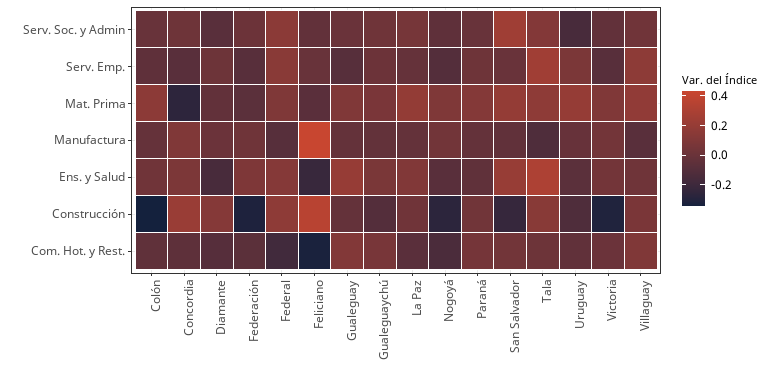 Serv. Soc. y Admin
Serv. Emp.
Mat. Prima
Manufactura
Ens. y Salud
Construcción
Com. Hot. y Rest.
Colón
Concordia
Diamante
Federación
Federal
Feliciano
Gualeguay
Gualeguaychú
La Paz
Nogoyá
Paraná
San Salvador
Tala
Uruguay
Victoria
Villaguay
Var. del Índice
0.4
0.2
0.0
-0.2